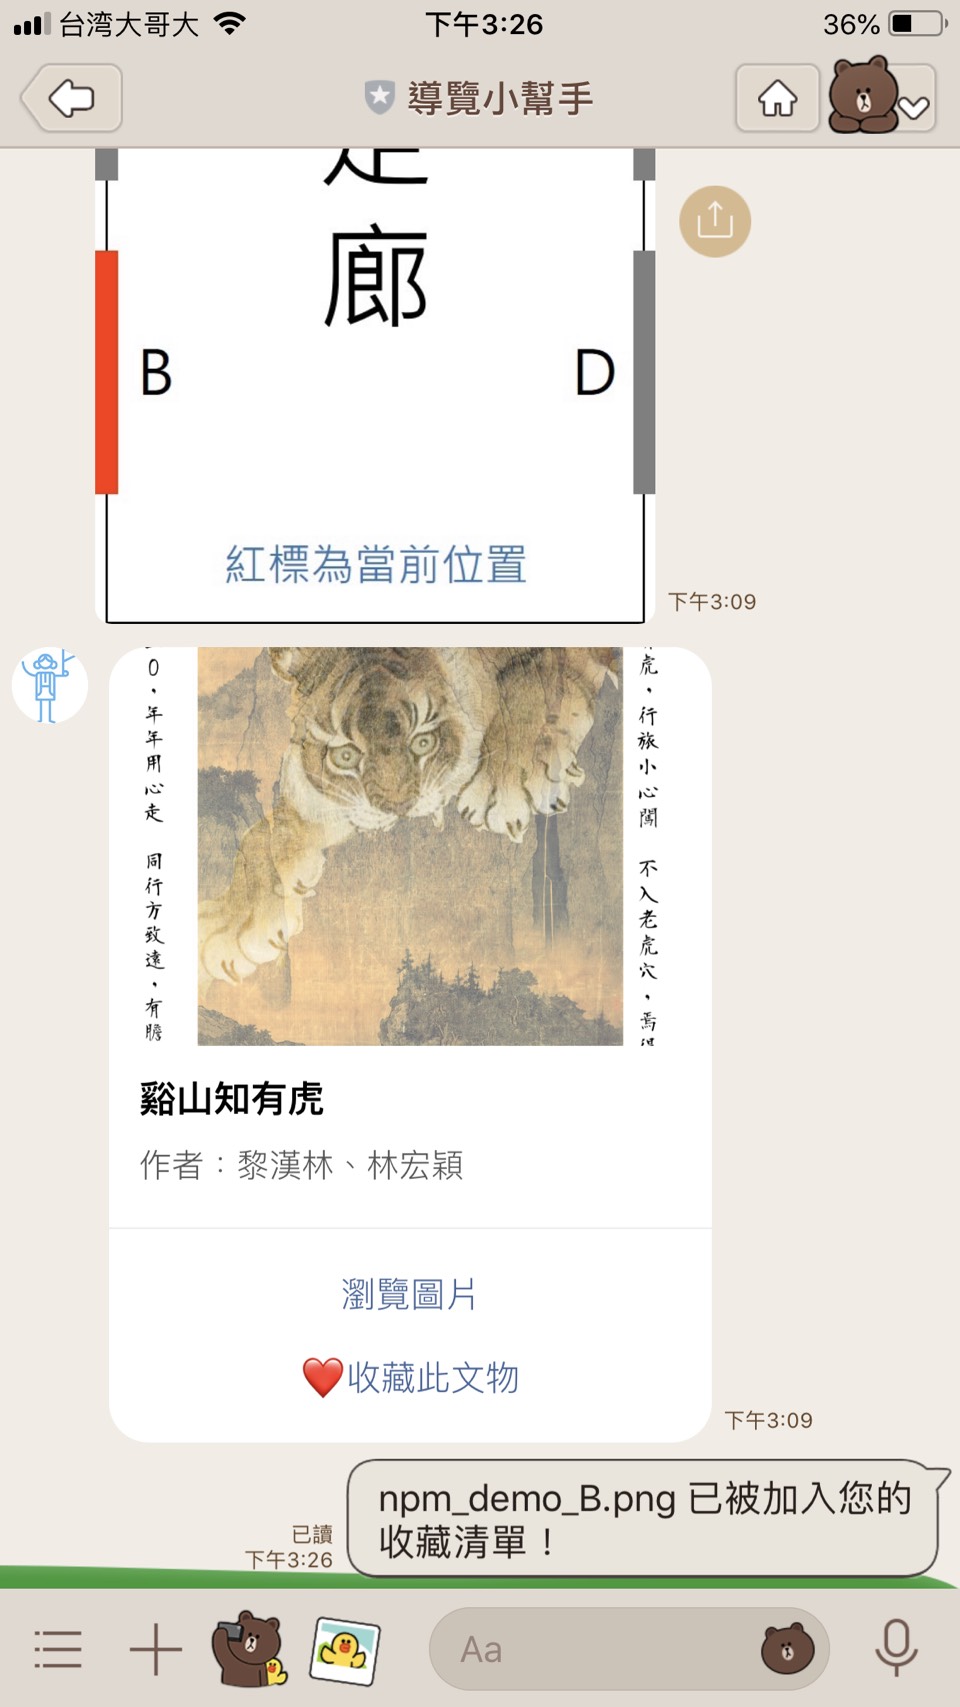 台湾大哥大
下午3:26
36%
導覽小幫手
走
廊
B
D
紅標為當前位置
下午3:09
虎，行旅小心闖 不入老虎穴，焉得
0，年年用心走 同行方致遠，有膽
谿山知有虎
作者：黎漢林、林宏穎
瀏覽圖片
❤️收藏此文物
下午3:09
npm_demo_B.png 已被加入您的
收藏清單！
已讀
下午3:26
Aa